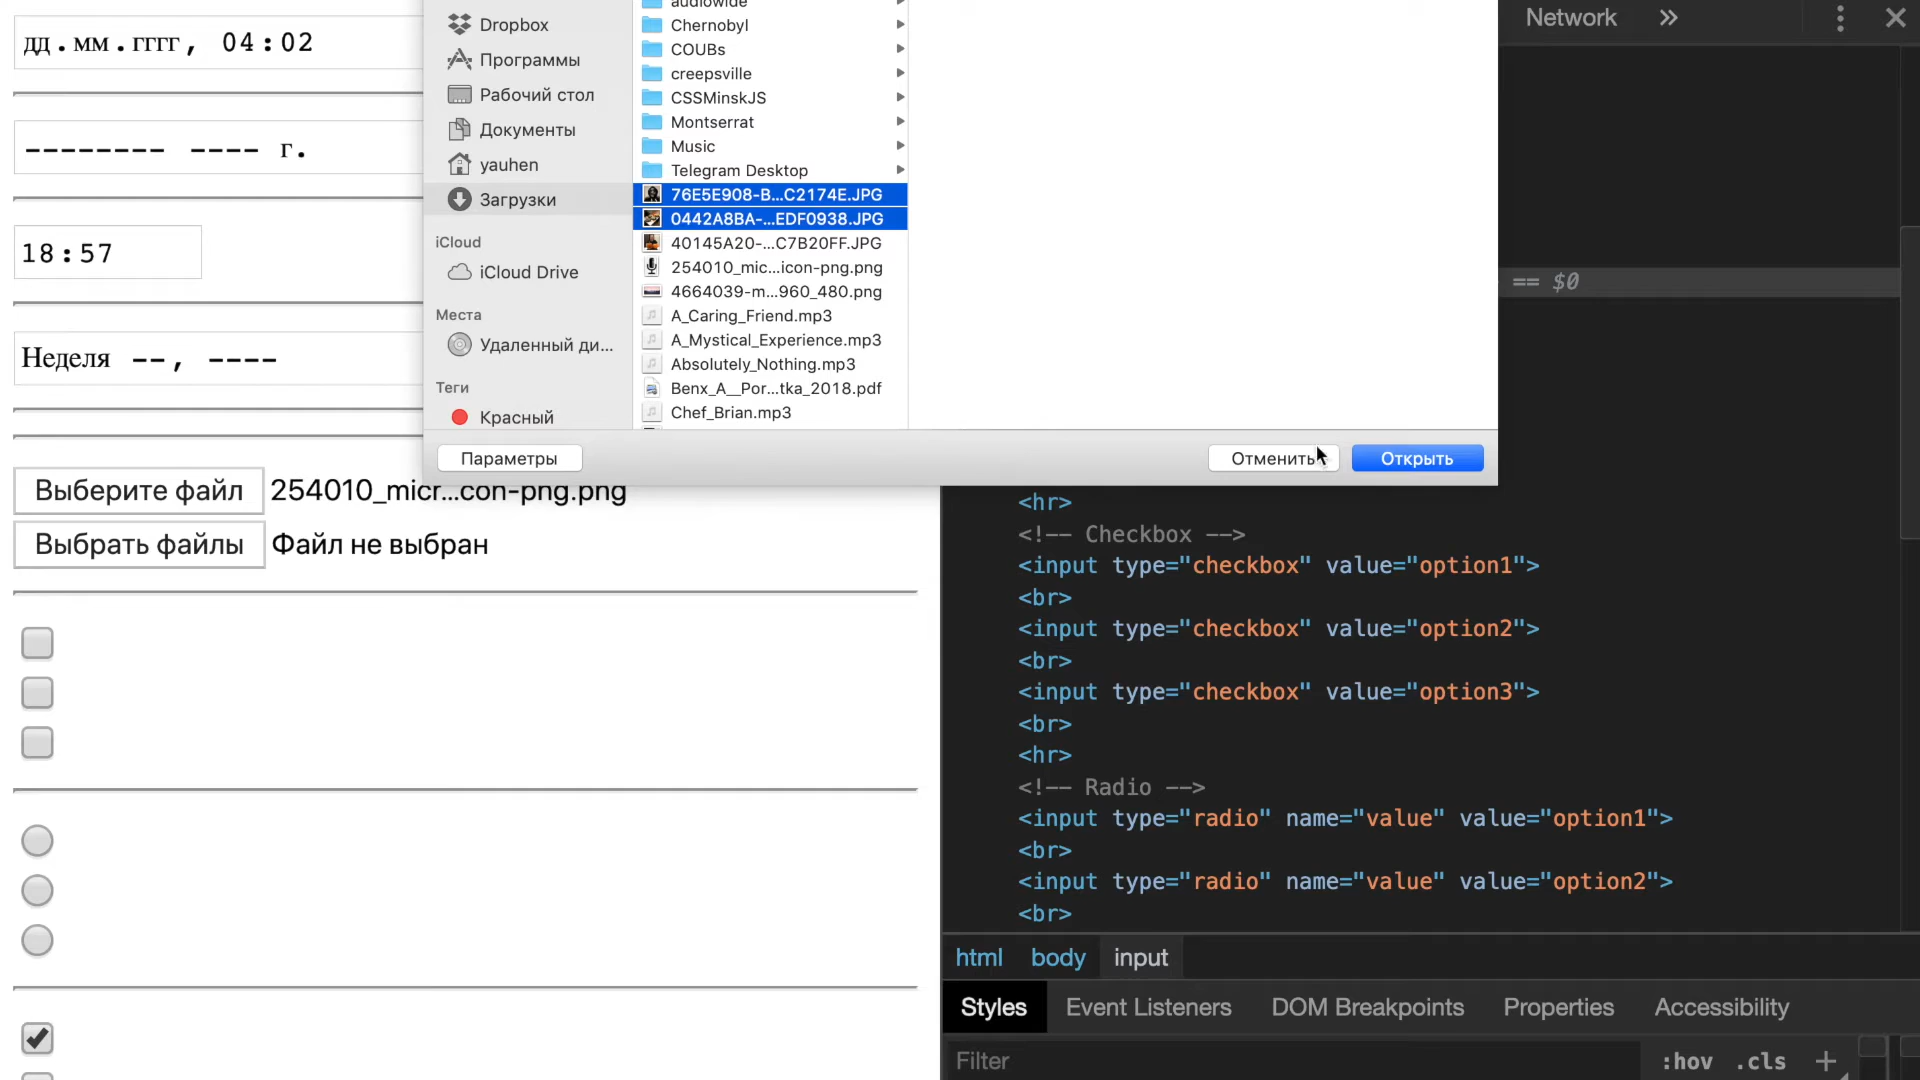 дд.мм.гггг, 04:02
-------- ---- г.
18:57
Неделя --, ----
Выберите файл 254010_micr...con-png.png
Выбрать файлы Файл не выбран
Dropbox
Программы
Рабочий стол
Документы
yauhen
Загрузки
iCloud
iCloud Drive
Места
Удаленный ди...
Теги
Красный
audiowide
Chernobyl
COUBs
creepsville
CSSMinskJS
Montserrat
Music
Telegram Desktop
76E5E908-B...C2174E.JPG
0442A8BA-...EDF0938.JPG
40145A20-...C7B20FF.JPG
254010_mic...icon-png.png
4664039-m...960_480.png
A_Caring_Friend.mp3
A_Mystical_Experience.mp3
Absolutely_Nothing.mp3
Benx_A__Por...tka_2018.pdf
Chef_Brian.mp3
Параметры
Отменить
Открыть
Network »
== $0
<hr>
<!-- Checkbox -->
<input type="checkbox" value="option1">
<br>
<input type="checkbox" value="option2">
<br>
<input type="checkbox" value="option3">
<br>
<hr>
<!-- Radio -->
<input type="radio" name="value" value="option1">
<br>
<input type="radio" name="value" value="option2">
<br>
html body input
Styles Event Listeners DOM Breakpoints Properties Accessibility
Filter :hov .cls +